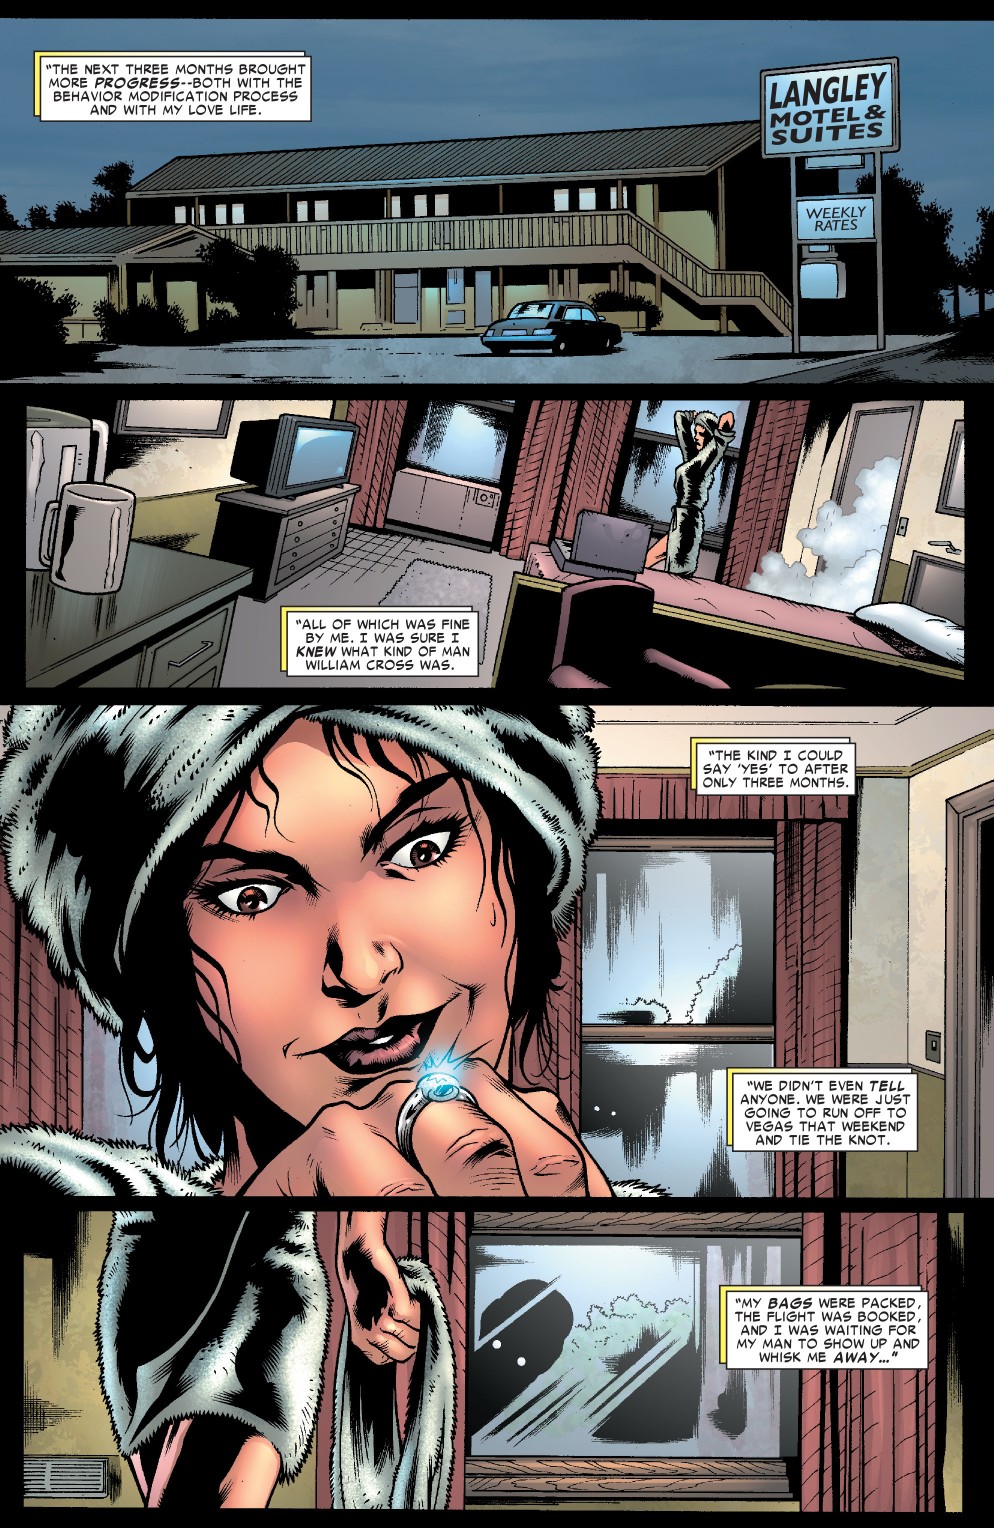 "THE NEXT THREE MONTHS BROUGHT
MORE PROGRESS--BOTH WITH THE
BEHAVIOR MODIFICATION PROCESS
AND WITH MY LOVE LIFE.
LANGLEY
MOTEL &
SUITES
WEEKLY
RATES
"ALL OF WHICH WAS FINE
BY ME. I WAS SURE I
KNEW WHAT KIND OF MAN
WILLIAM CROSS WAS.
"THE KIND I COULD
SAY 'YES' TO AFTER
ONLY THREE MONTHS.
"WE DIDN'T EVEN TELL
ANYONE. WE WERE JUST
GOING TO RUN OFF TO
VEGAS THAT WEEKEND
AND TIE THE KNOT.
"MY BAGS WERE PACKED,
THE FLIGHT WAS BOOKED,
AND I WAS WAITING FOR
MY MAN TO SHOW UP AND
WHISK ME AWAY..."